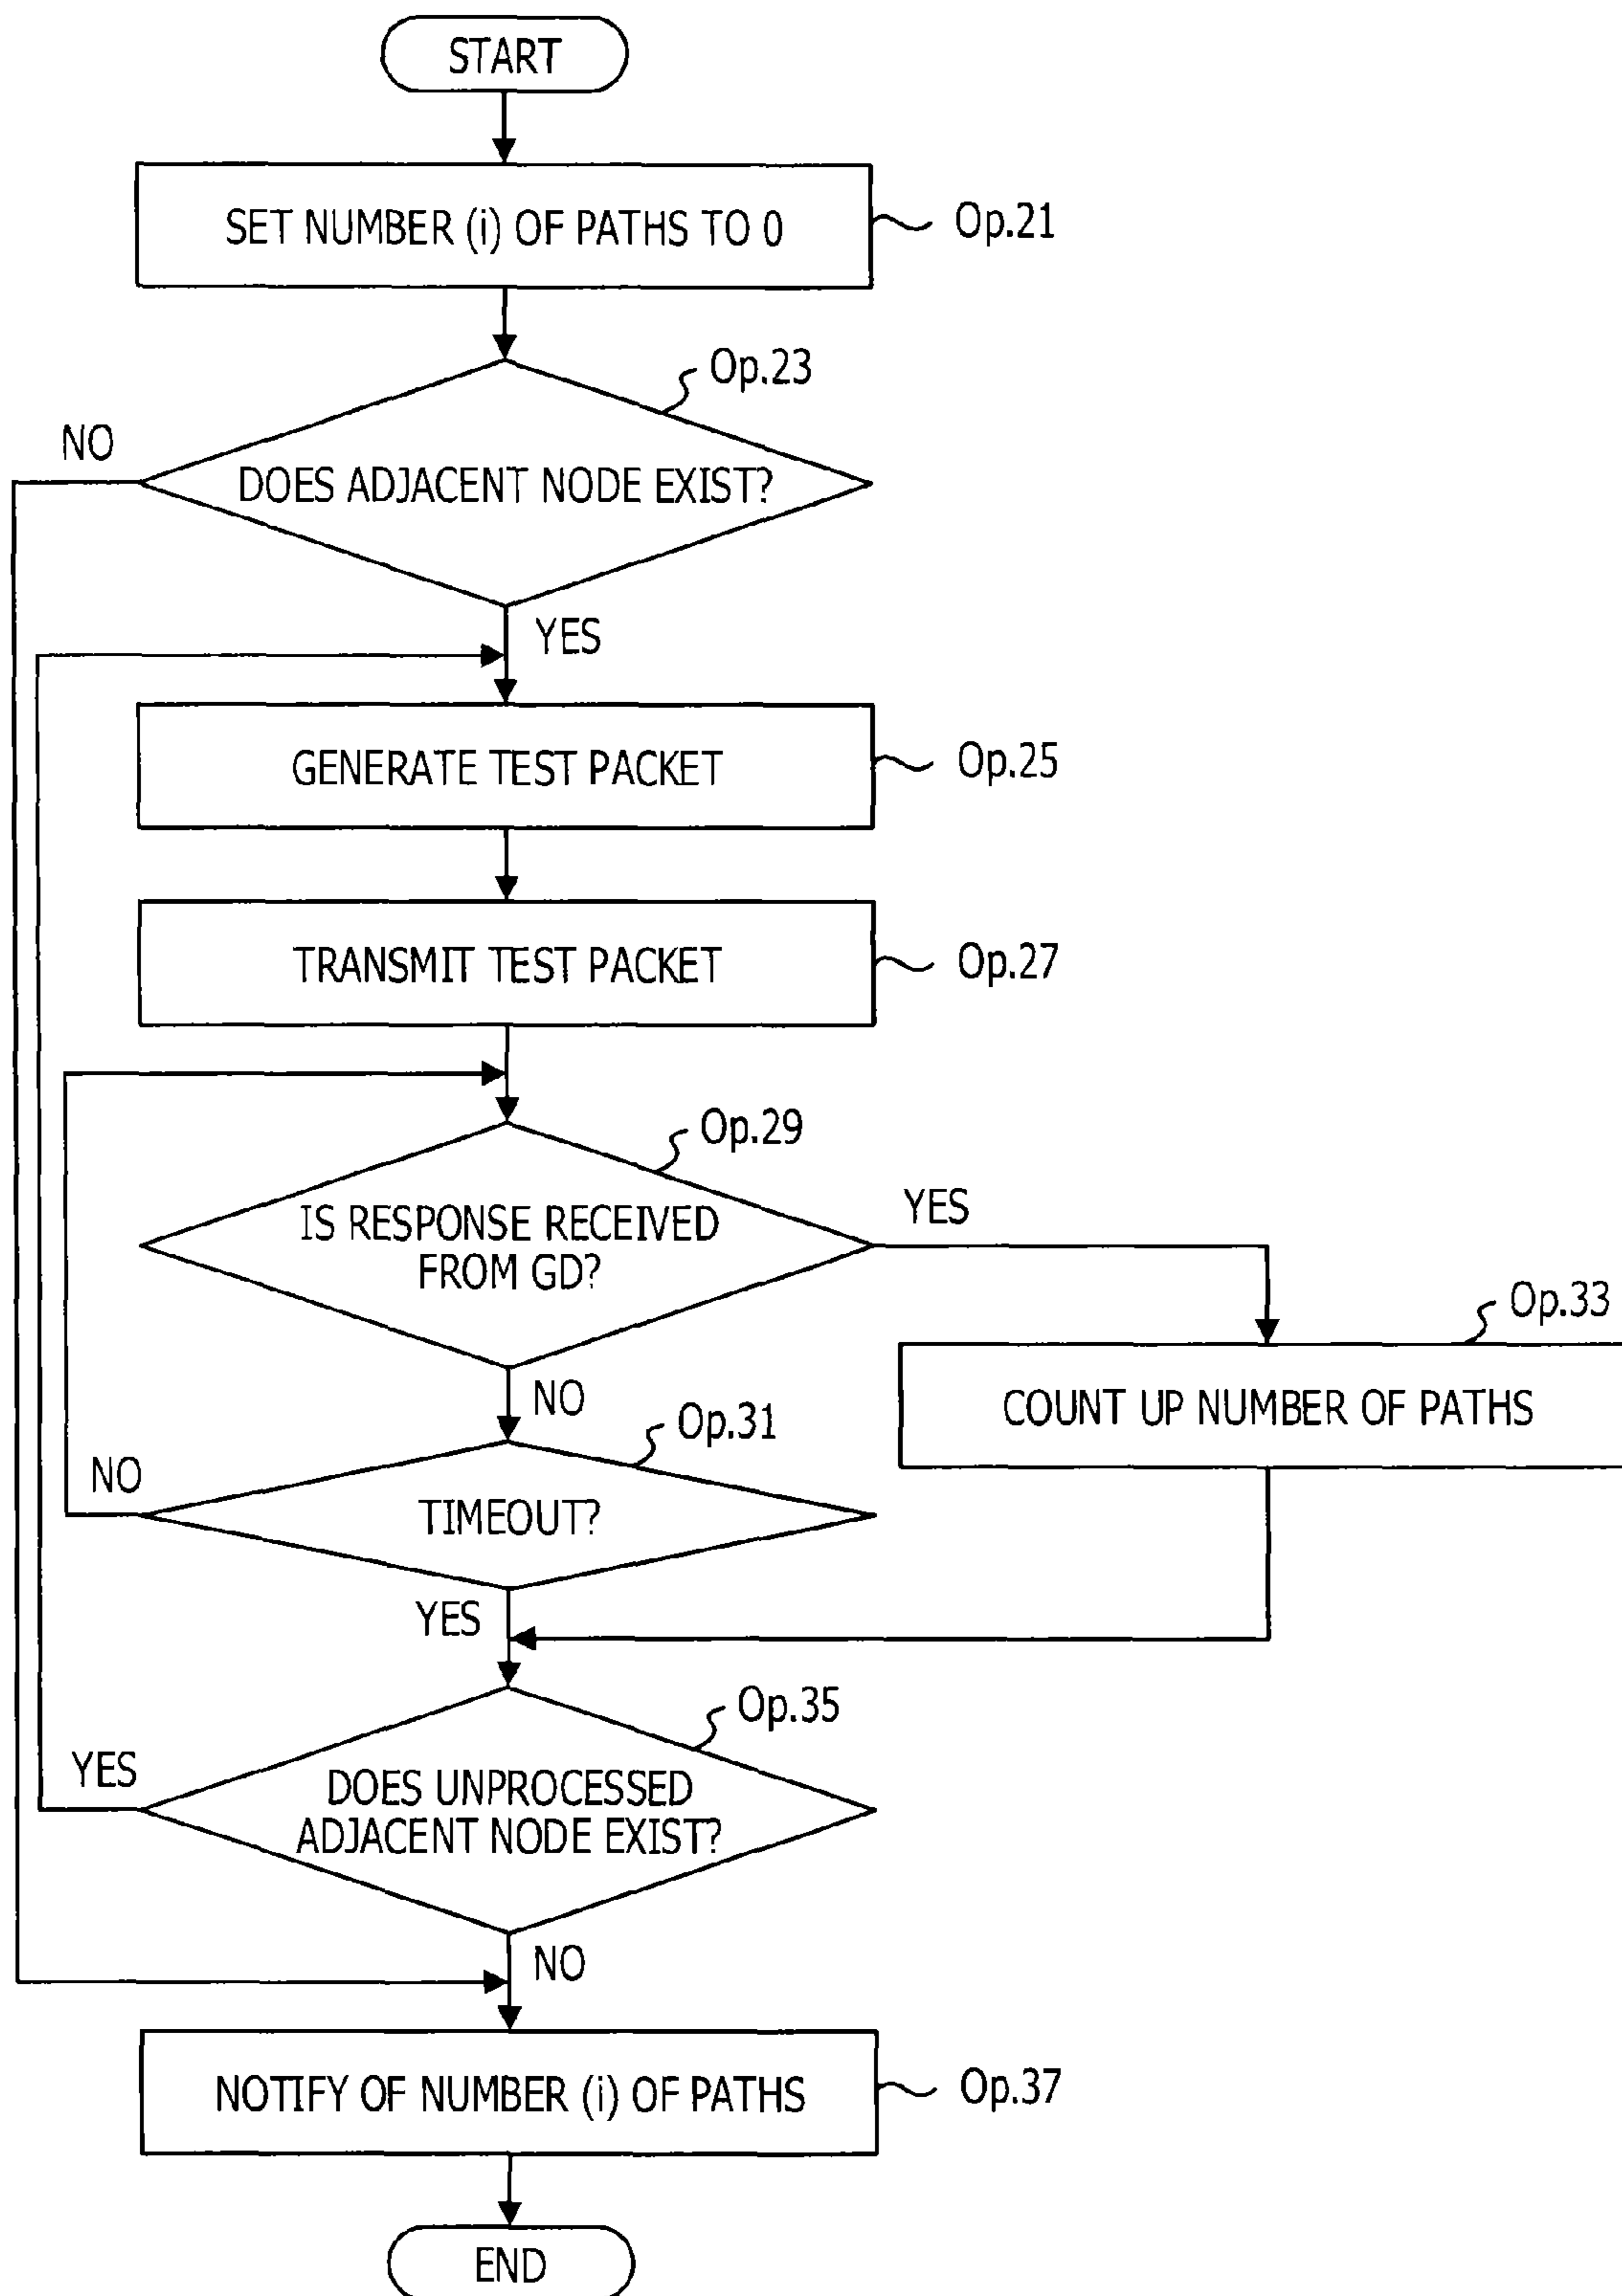 START
SET NUMBER (i) OF PATHS TO 0
Op.21
Op.23
NO
DOES ADJACENT NODE EXIST?
YES
GENERATE TEST PACKET
Op.25
TRANSMIT TEST PACKET
Op.27
Op.29
IS RESPONSE RECEIVED
FROM GD?
YES
Op.33
COUNT UP NUMBER OF PATHS
NO
Op.31
NO
TIMEOUT?
YES
Op.35
YES
DOES UNPROCESSED
ADJACENT NODE EXIST?
NO
NOTIFY OF NUMBER (i) OF PATHS
Op.37
END